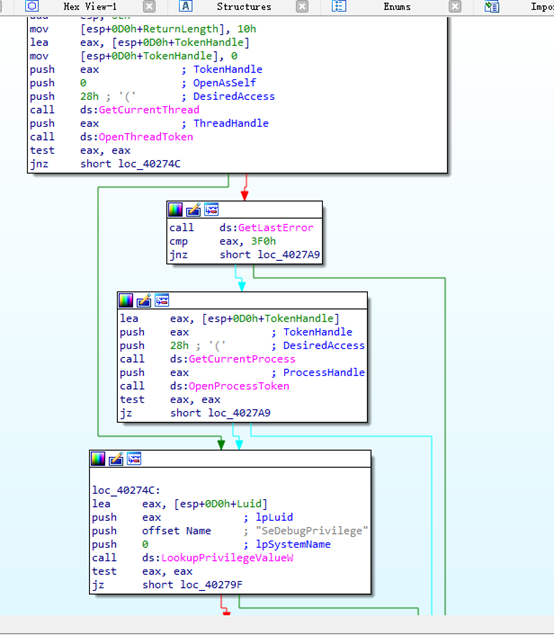 Hex View-1 Structures Enums
mov [esp+0D0h+ReturnLength], 10h
lea eax, [esp+0D0h+TokenHandle]
mov [esp+0D0h+TokenHandle], 0
push eax ; TokenHandle
push 0 ; OpenAsSelf
push 28h ; '(' ; DesiredAccess
call ds:GetCurrentThread
push eax ; ThreadHandle
call ds:OpenThreadToken
test eax, eax
jnz short loc_40274C
call ds:GetLastError
cmp eax, 3F0h
jnz short loc_4027A9
lea eax, [esp+0D0h+TokenHandle]
push eax ; TokenHandle
push 28h ; '(' ; DesiredAccess
call ds:GetCurrentProcess
push eax ; ProcessHandle
call ds:OpenProcessToken
test eax, eax
jz short loc_4027A9
loc_40274C:
lea eax, [esp+0D0h+Luid]
push eax ; lpLuid
push offset Name ; "SeDebugPrivilege"
push 0 ; lpSystemName
call ds:LookupPrivilegeValueW
test eax, eax
jz short loc_40279F